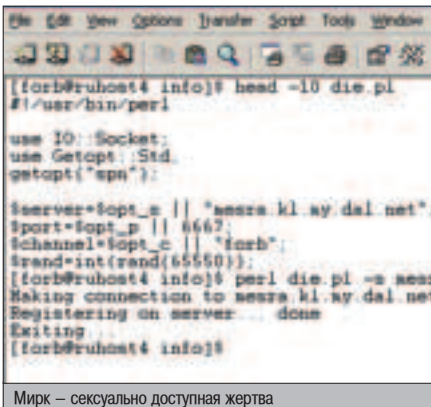 File Edit View Options Transfer Script Tools Window
[forb@ruhost4 info]$ head -10 die.pl
#!/usr/bin/perl
use IO::Socket;
use Getopt::Std;
getopt("spn");
$server=$opt_s || "mesra.kl.my.dal.net"
$port=$opt_p || 6667;
$channel=$opt_c || "forb";
$rand=int(rand(65550));
[forb@ruhost4 info]$ perl die.pl -s mesr
Making connection to mesra.kl.my.dal.net
Registering on server... done
Exiting
[forb@ruhost4 info]$
Мирк – сексуально доступная жертва